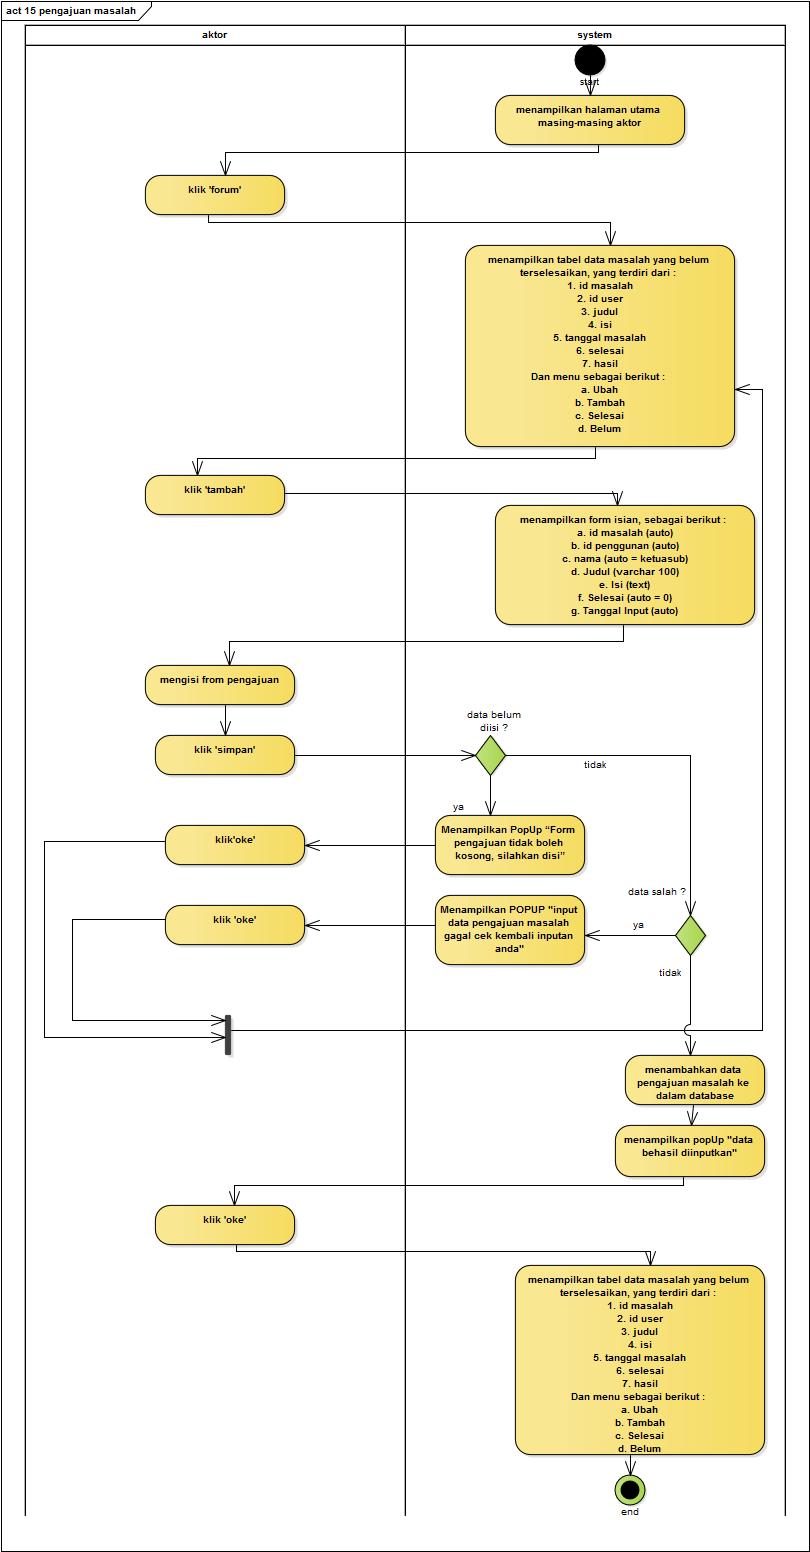 act 15 pengajuan masalah
aktor
system
start
menampilkan halaman utama
masing-masing aktor
klik 'forum'
menampilkan tabel data masalah yang belum
terselesaikan, yang terdiri dari :
1. id masalah
2. id user
3. judul
4. isi
5. tanggal masalah
6. selesai
7. hasil
Dan menu sebagai berikut :
a. Ubah
b. Tambah
c. Selesai
d. Belum
klik 'tambah'
menampilkan form isian, sebagai berikut :
a. id masalah (auto)
b. id penggunan (auto)
c. nama (auto = ketuasub)
d. Judul (varchar 100)
e. Isi (text)
f. Selesai (auto = 0)
g. Tanggal Input (auto)
mengisi from pengajuan
klik 'simpan'
data belum
diisi ?
tidak
ya
Menampilkan PopUp “Form
pengajuan tidak boleh
kosong, silahkan disi”
klik'oke'
data salah ?
ya
Menampilkan POPUP "input
data pengajuan masalah
gagal cek kembali inputan
anda"
klik 'oke'
tidak
menambahkan data
pengajuan masalah ke
dalam database
menampilkan popUp "data
behasil diinputkan"
klik 'oke'
menampilkan tabel data masalah yang belum
terselesaikan, yang terdiri dari :
1. id masalah
2. id user
3. judul
4. isi
5. tanggal masalah
6. selesai
7. hasil
Dan menu sebagai berikut :
a. Ubah
b. Tambah
c. Selesai
d. Belum
end